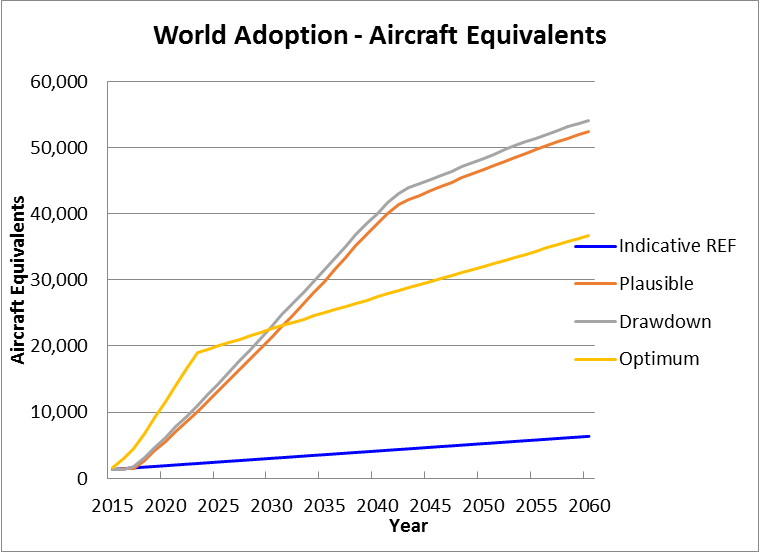 World Adoption - Aircraft Equivalents
60,000
50,000
40,000
30,000
20,000
10,000
0
Aircraft Equivalents
2015 2020 2025 2030 2035 2040 2045 2050 2055 2060
Year
Indicative REF
Plausible
Drawdown
Optimum